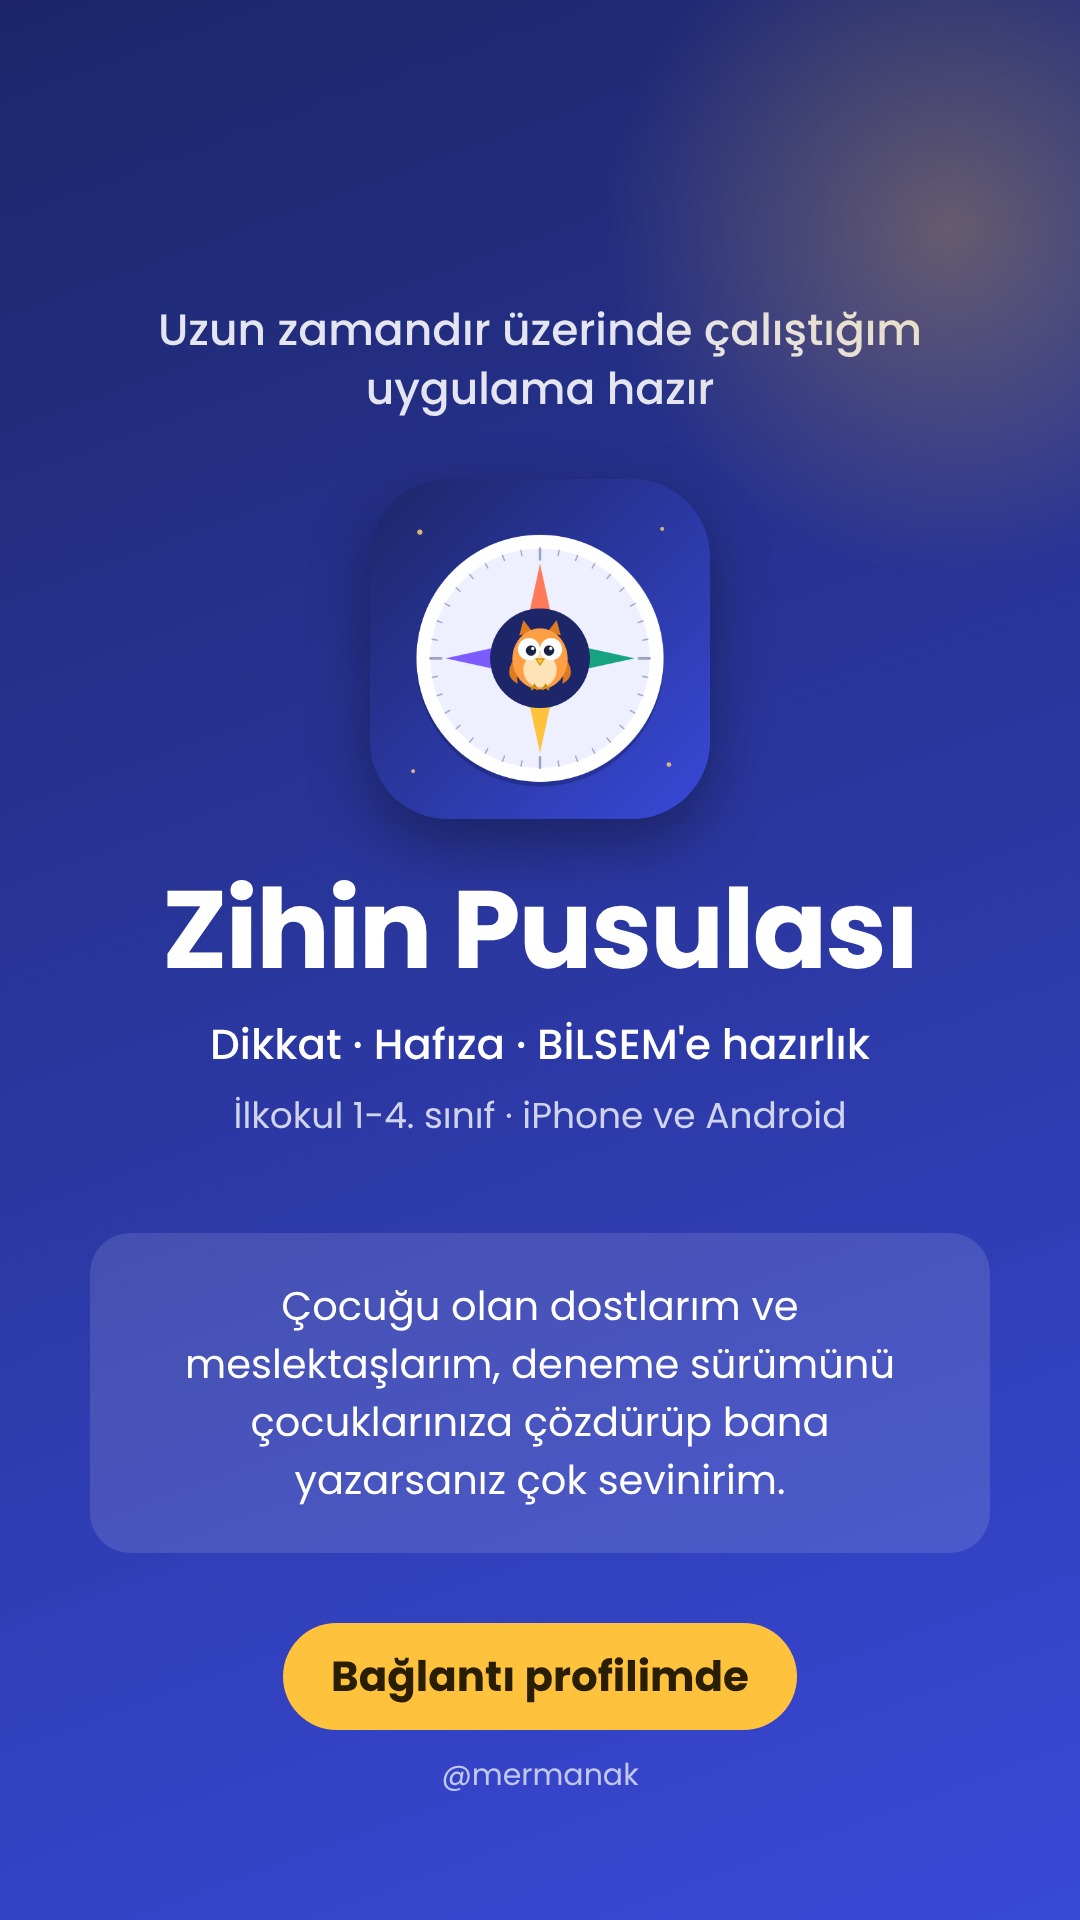 Uzun zamandır üzerinde çalıştığım
uygulama hazır
Zihin Pusulası
Dikkat · Hafıza · BİLSEM'e hazırlık
İlkokul 1-4. sınıf · iPhone ve Android
Çocuğu olan dostlarım ve
meslektaşlarım, deneme sürümünü
çocuklarınıza çözdürüp bana
yazarsanız çok sevinirim.
Bağlantı profilimde
@mermanak